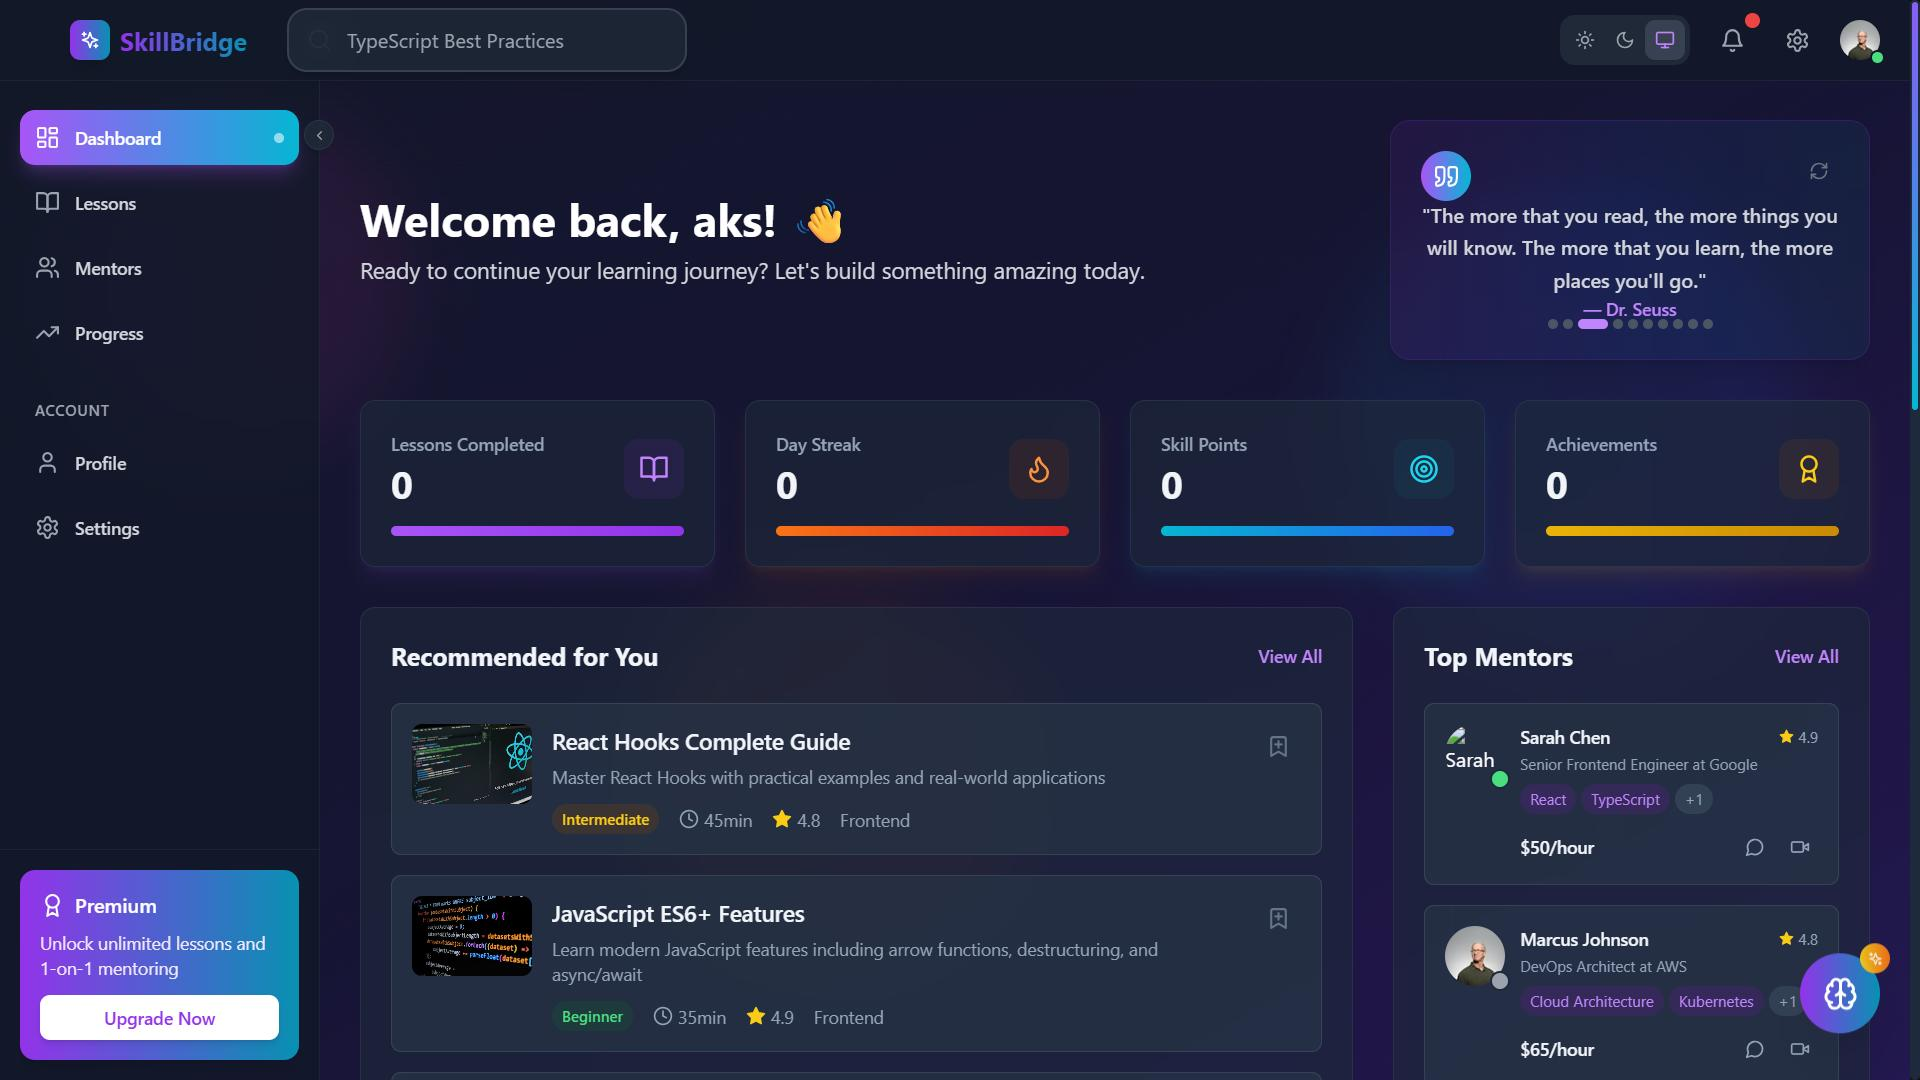 SkillBridge
TypeScript Best Practices
Dashboard
Lessons
Mentors
Progress
ACCOUNT
Profile
Settings
Premium
Unlock unlimited lessons and
1-on-1 mentoring
Upgrade Now
Welcome back, aks! 👋
Ready to continue your learning journey? Let's build something amazing today.
"The more that you read, the more things you
will know. The more that you learn, the more
places you'll go."
— Dr. Seuss
Lessons Completed
0
Day Streak
0
Skill Points
0
Achievements
0
Recommended for You
View All
React Hooks Complete Guide
Master React Hooks with practical examples and real-world applications
Intermediate
45min
4.8
Frontend
JavaScript ES6+ Features
Learn modern JavaScript features including arrow functions, destructuring, and
async/await
Beginner
35min
4.9
Frontend
Top Mentors
View All
Sarah
Sarah Chen
4.9
Senior Frontend Engineer at Google
React
TypeScript
+1
$50/hour
Marcus Johnson
4.8
DevOps Architect at AWS
Cloud Architecture
Kubernetes
+1
$65/hour